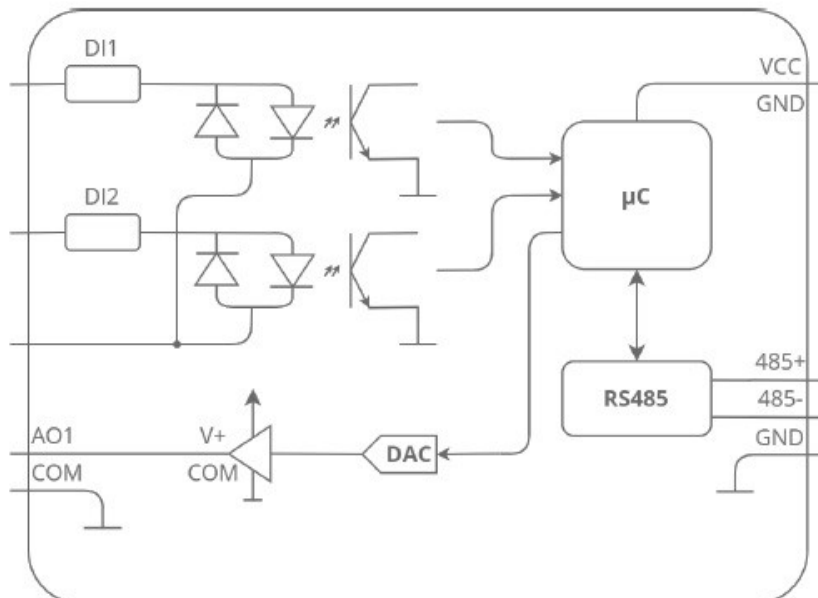 DI1
VCC
GND
µC
DI2
485+
RS485
485-
AO1
V+
GND
DAC
COM
COM